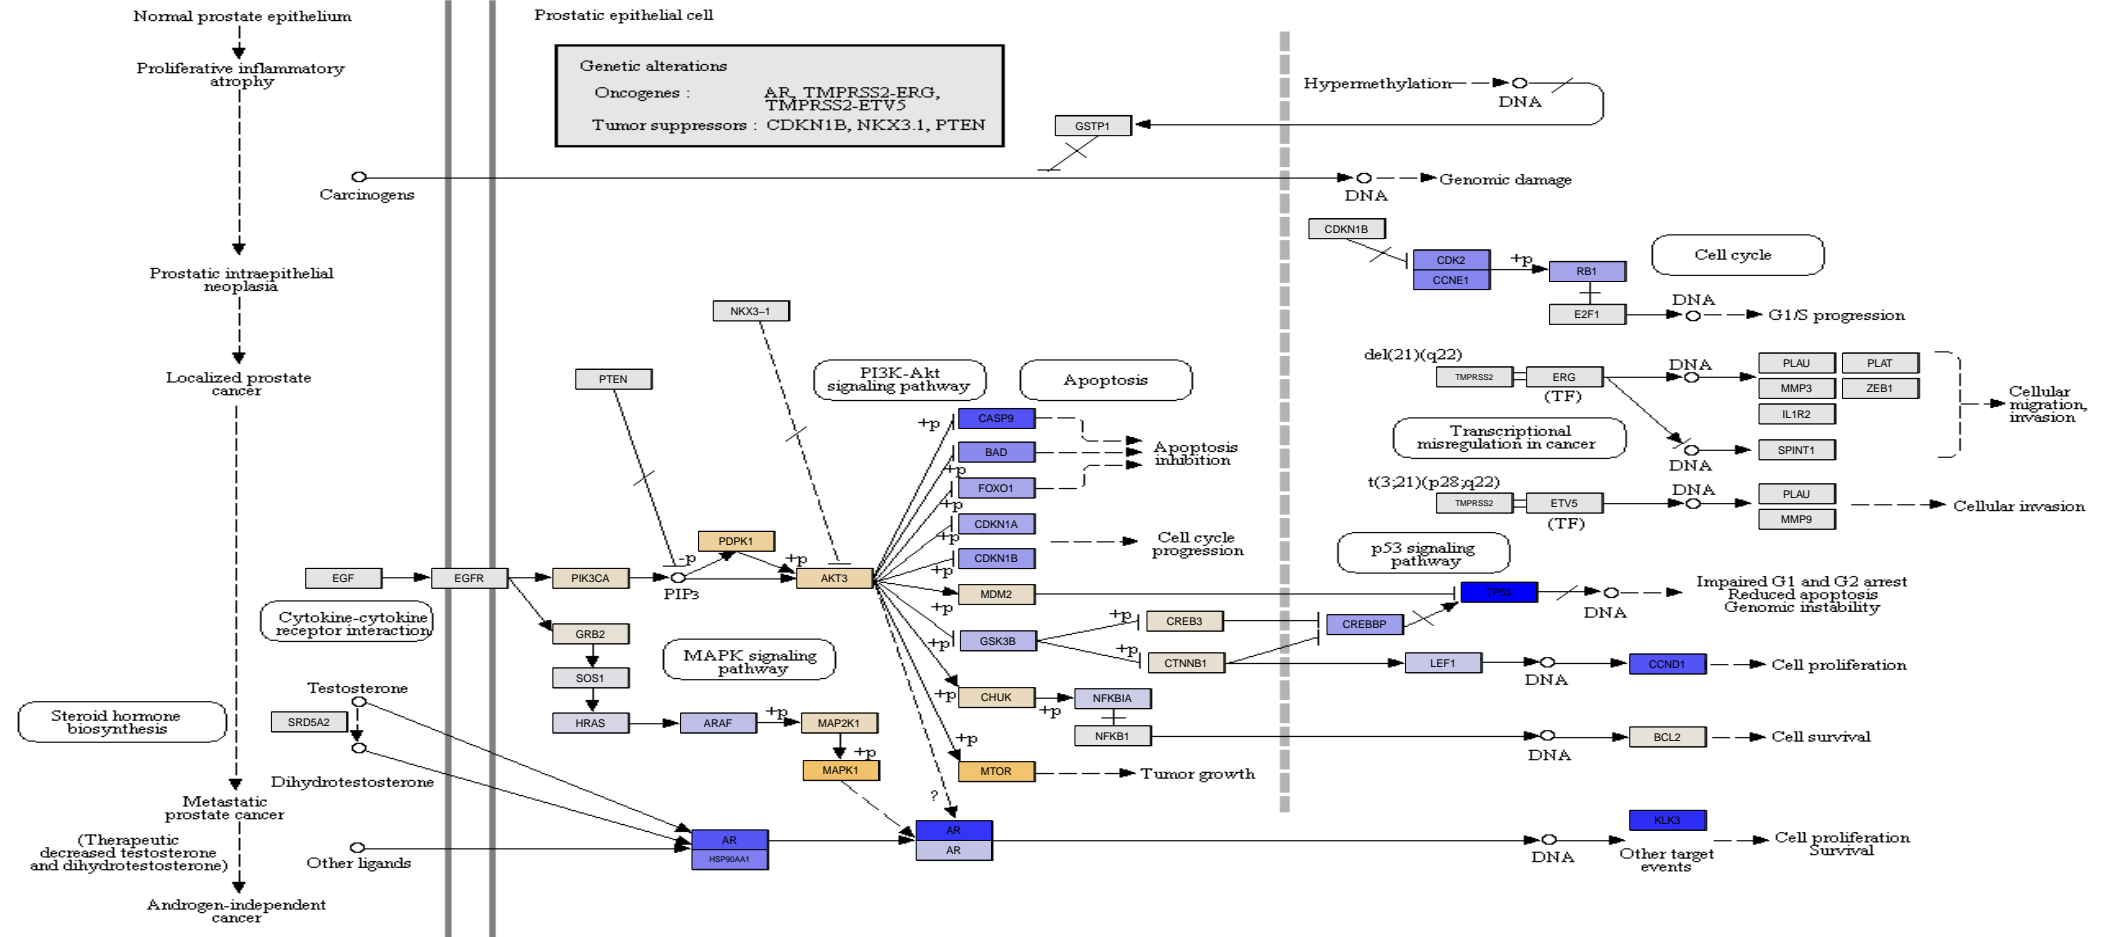 Normal prostate epithelium
Proliferative inflammatory
atrophy
Prostatic intraepithelial
neoplasia
Localized prostate
cancer
Steroid hormone
biosynthesis
Metastatic
prostate cancer
(Therapeutic
decreased testosterone
and dihydrotestosterone)
Androgen-independent
cancer
Prostatic epithelial cell
Genetic alterations
Oncogenes : AR, TMPRSS2-ERG,
TMPRSS2-ETV5
Tumor suppressors : CDKN1B, NKX3.1, PTEN
Hypermethylation
DNA
GSTP1
Carcinogens
DNA
Genomic damage
CDKN1B
CDK2
CCNE1
+p
RB1
Cell cycle
E2F1
DNA
G1/S progression
NKX3−1
PTEN
PI3K-Akt
signaling pathway
Apoptosis
del(21)(q22)
TMPRSS2
ERG
(TF)
DNA
PLAU
PLAT
MMP3
ZEB1
IL1R2
Cellular
migration,
invasion
Transcriptional
misregulation in cancer
DNA
SPINT1
t(3;21)(p28;q22)
TMPRSS2
ETV5
(TF)
DNA
PLAU
MMP9
Cellular invasion
+p
CASP9
+p
BAD
Apoptosis
inhibition
+p
FOXO1
+p
CDKN1A
+p
CDKN1B
Cell cycle
progression
p53 signaling
pathway
EGF
EGFR
PIK3CA
-p
PIP3
PDPK1
+p
AKT3
+p
MDM2
TP53
DNA
Impaired G1 and G2 arrest
Reduced apoptosis
Genomic instability
Cytokine-cytokine
receptor interaction
GRB2
SOS1
HRAS
MAPK signaling
pathway
ARAF
+p
MAP2K1
+p
MAPK1
+p
GSK3B
+p
CREB3
+p
CTNNB1
CREBBP
LEF1
DNA
CCND1
Cell proliferation
+p
CHUK
+p
NFKBIA
NFKB1
DNA
BCL2
Cell survival
+p
MTOR
Tumor growth
Testosterone
SRD5A2
Dihydrotestosterone
Other ligands
AR
HSP90AA1
?
AR
AR
DNA
KLK3
Other target
events
Cell proliferation
Survival